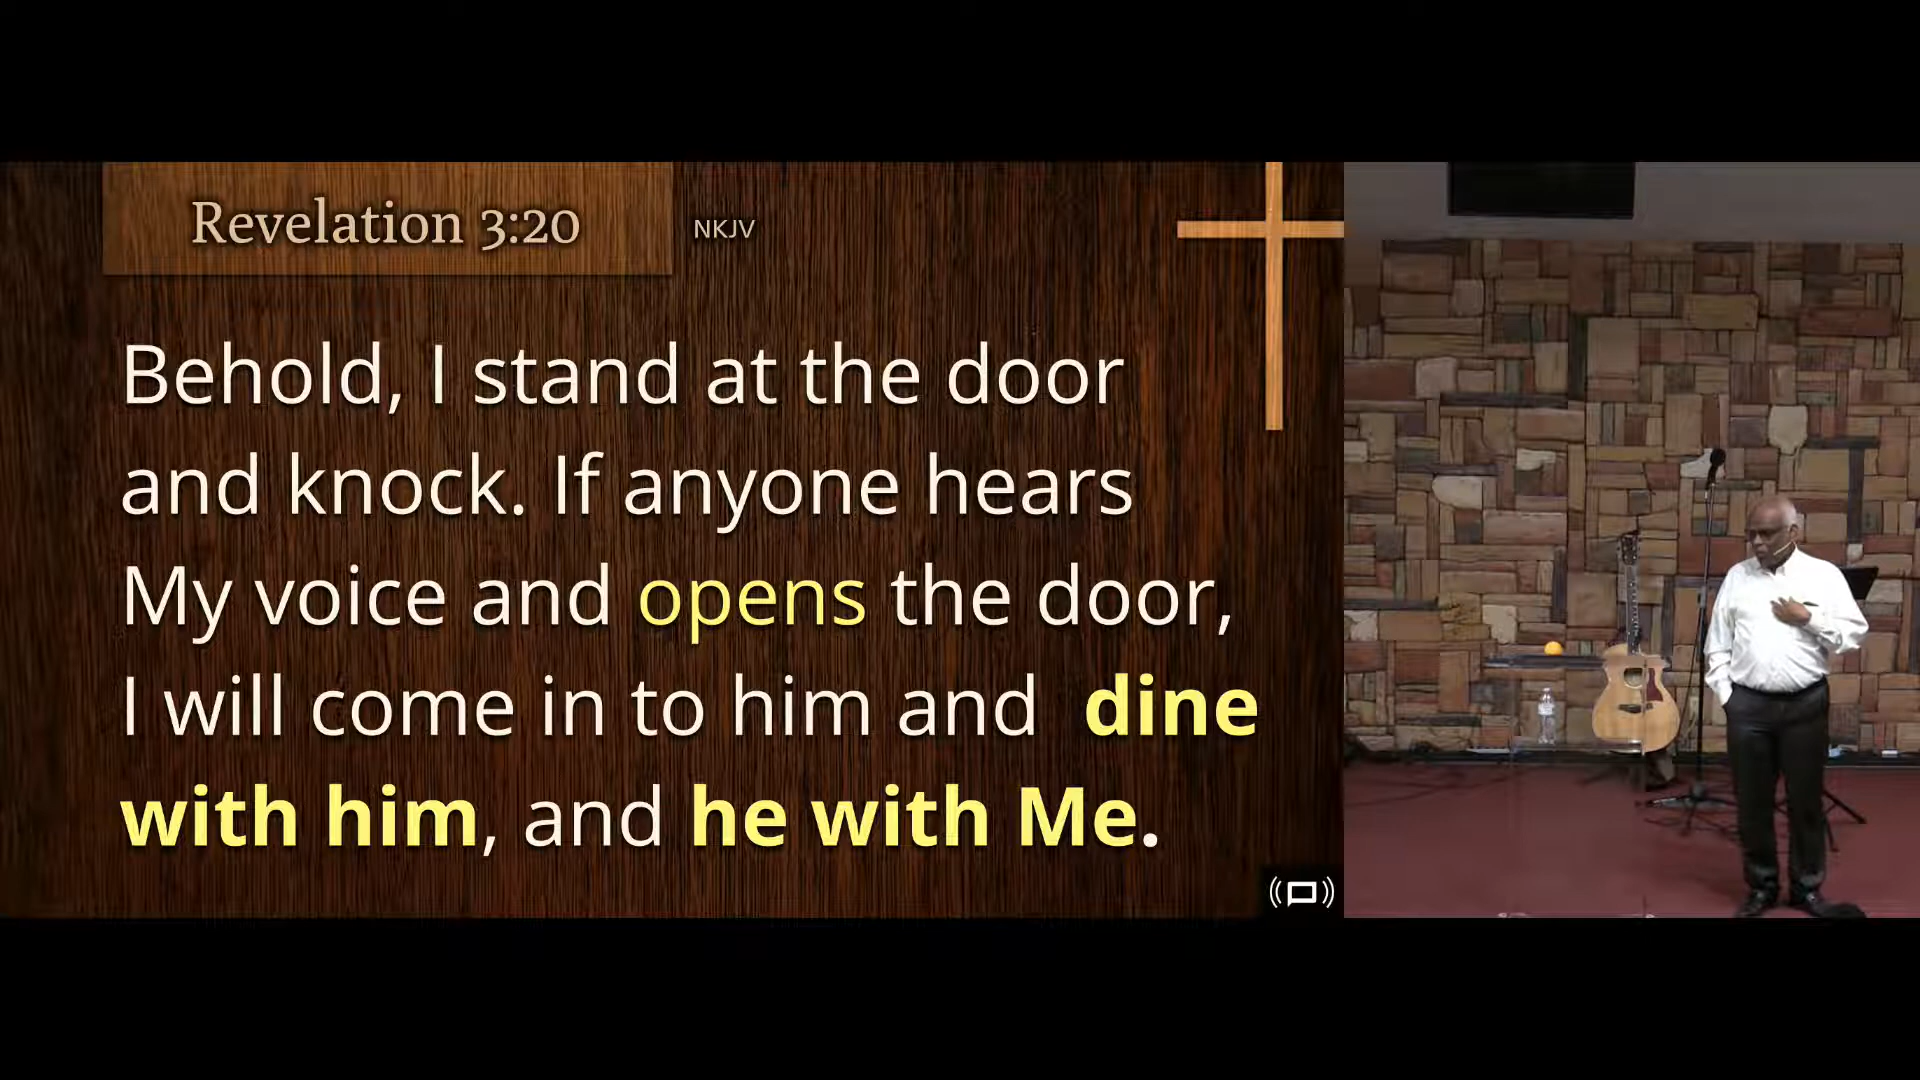 Revelation 3:20 NKJV
Behold, I stand at the door
and knock. If anyone hears
My voice and opens the door,
I will come in to him and dine
with him, and he with Me.